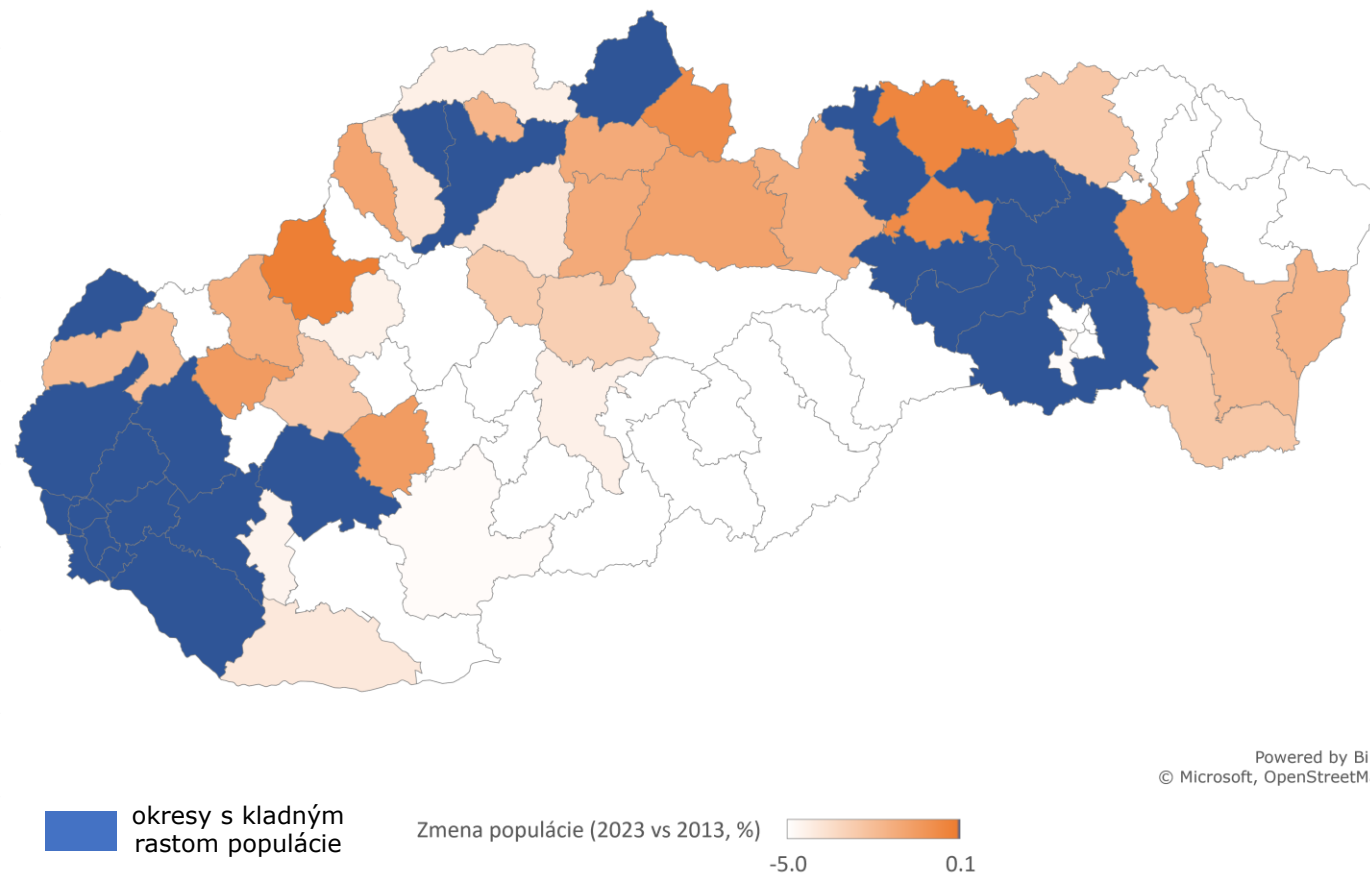 Powered by Bi
© Microsoft, OpenStreetM
okresy s kladným
rastom populácie
Zmena populácie (2023 vs 2013, %)
-5.0
0.1